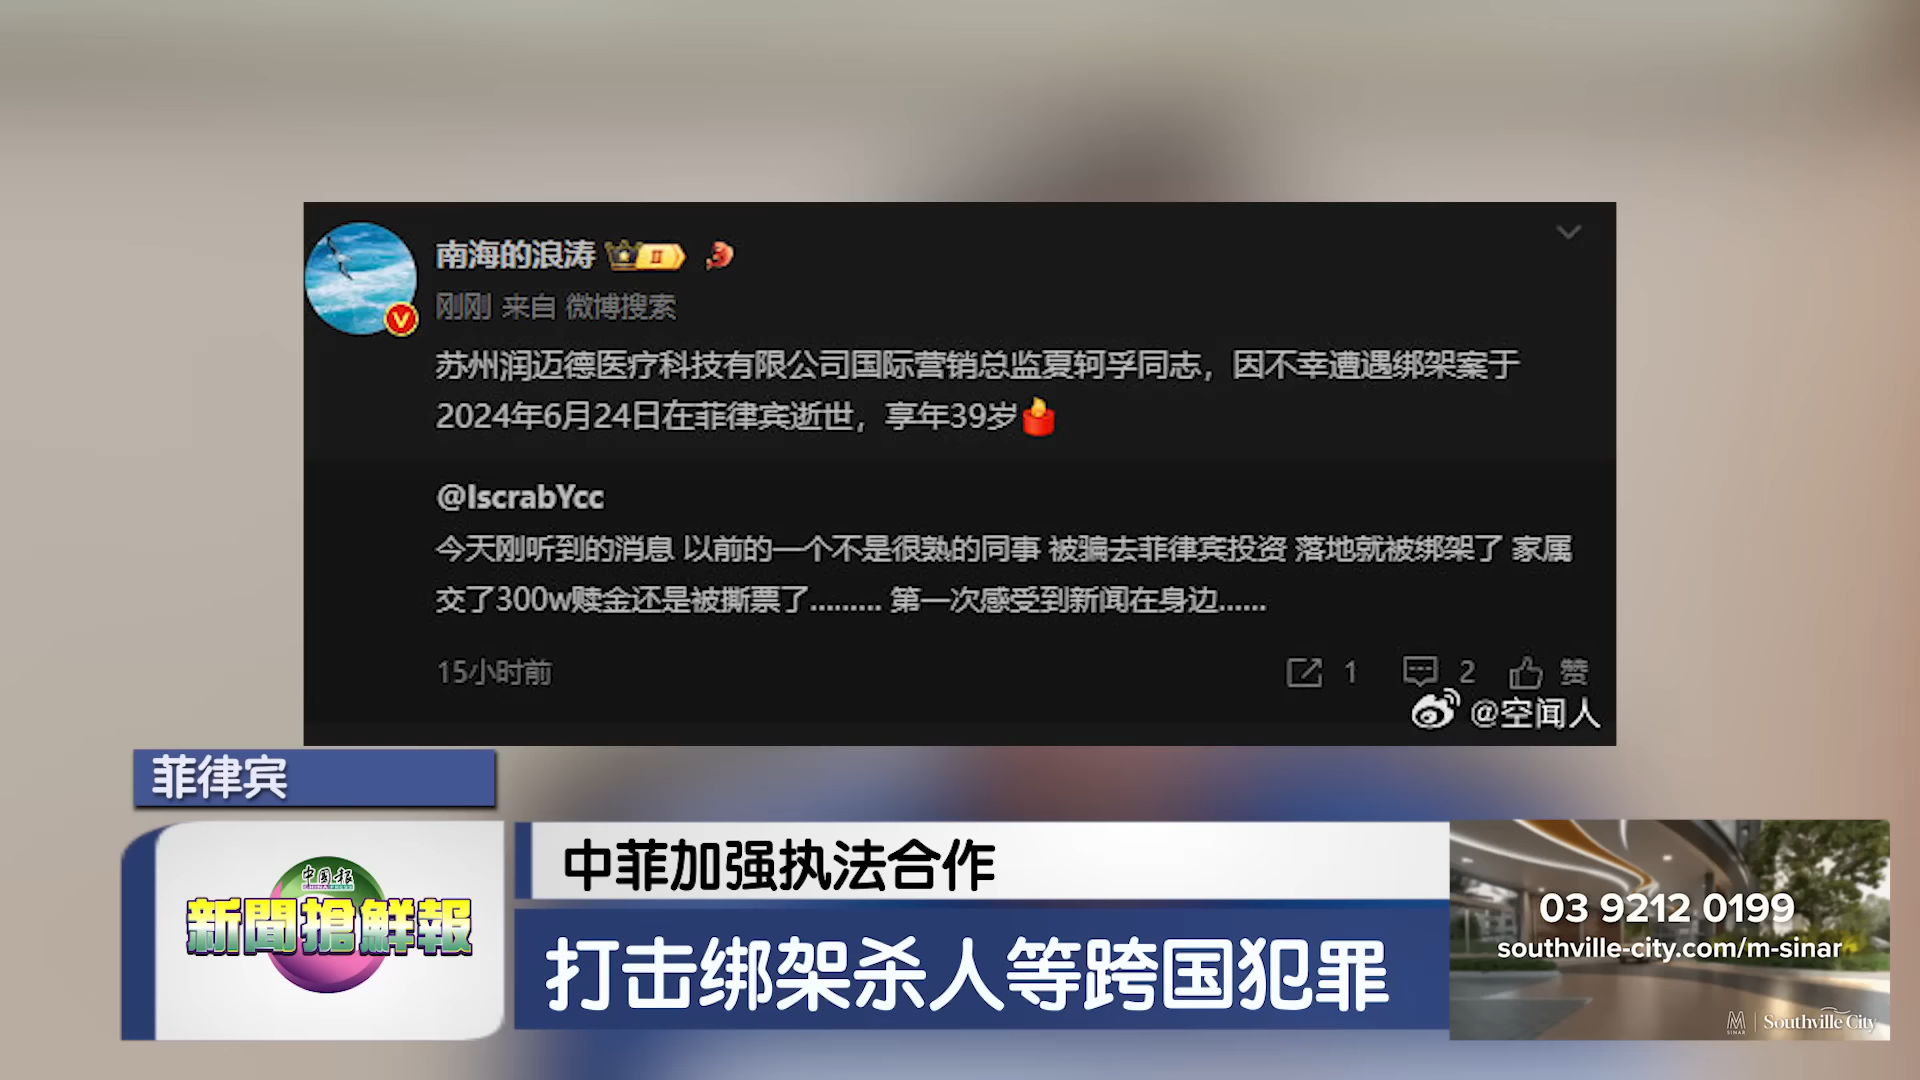 南海的浪涛
II
3
V
刚刚 来自 微博搜索
苏州润迈德医疗科技有限公司国际营销总监夏轲孚同志，因不幸遭遇绑架案于
2024年6月24日在菲律宾逝世，享年39岁
@IscrabYcc
今天刚听到的消息 以前的一个不是很熟的同事 被骗去菲律宾投资 落地就被绑架了 家属
交了300w赎金还是被撕票了......... 第一次感受到新闻在身边......
15小时前
1
2
赞
@空闻人
菲律宾
中国报
CHINA PRESS
新聞搶鮮報
中菲加强执法合作
打击绑架杀人等跨国犯罪
03 9212 0199
southville-city.com/m-sinar
M SINAR
Southville City